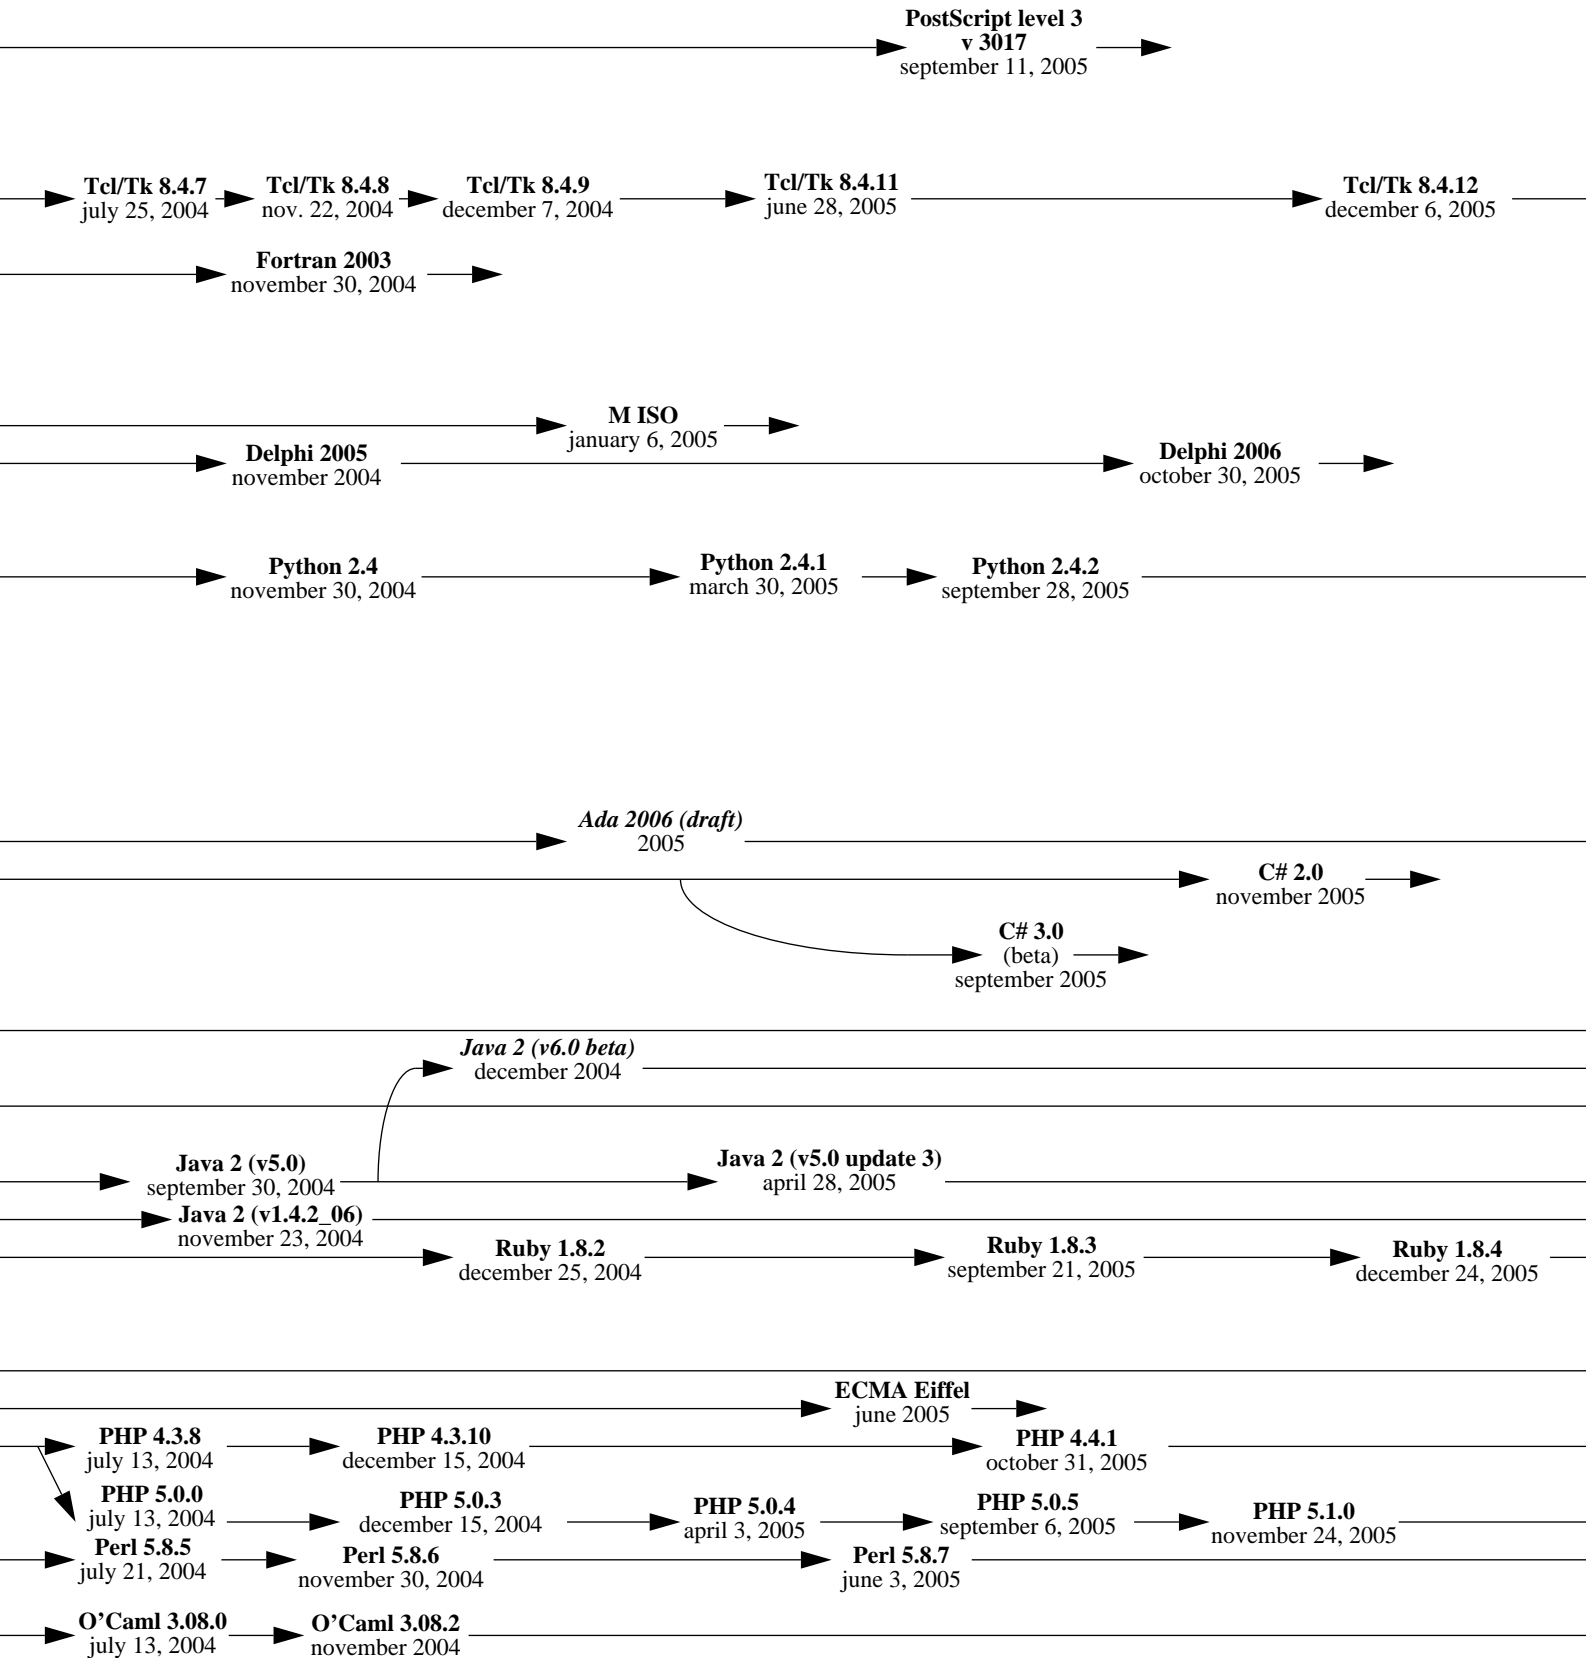 PostScript level 3
v 3017
september 11, 2005
Tcl/Tk 8.4.7
july 25, 2004
Tcl/Tk 8.4.8
nov. 22, 2004
Tcl/Tk 8.4.9
december 7, 2004
Tcl/Tk 8.4.11
june 28, 2005
Tcl/Tk 8.4.12
december 6, 2005
Fortran 2003
november 30, 2004
M ISO
january 6, 2005
Delphi 2005
november 2004
Delphi 2006
october 30, 2005
Python 2.4
november 30, 2004
Python 2.4.1
march 30, 2005
Python 2.4.2
september 28, 2005
Ada 2006 (draft)
2005
C# 2.0
november 2005
C# 3.0
(beta)
september 2005
Java 2 (v6.0 beta)
december 2004
Java 2 (v5.0)
september 30, 2004
Java 2 (v5.0 update 3)
april 28, 2005
Java 2 (v1.4.2_06)
november 23, 2004
Ruby 1.8.2
december 25, 2004
Ruby 1.8.3
september 21, 2005
Ruby 1.8.4
december 24, 2005
ECMA Eiffel
june 2005
PHP 4.3.8
july 13, 2004
PHP 4.3.10
december 15, 2004
PHP 4.4.1
october 31, 2005
PHP 5.0.0
july 13, 2004
PHP 5.0.3
december 15, 2004
PHP 5.0.4
april 3, 2005
PHP 5.0.5
september 6, 2005
PHP 5.1.0
november 24, 2005
Perl 5.8.5
july 21, 2004
Perl 5.8.6
november 30, 2004
Perl 5.8.7
june 3, 2005
O’Caml 3.08.0
july 13, 2004
O’Caml 3.08.2
november 2004